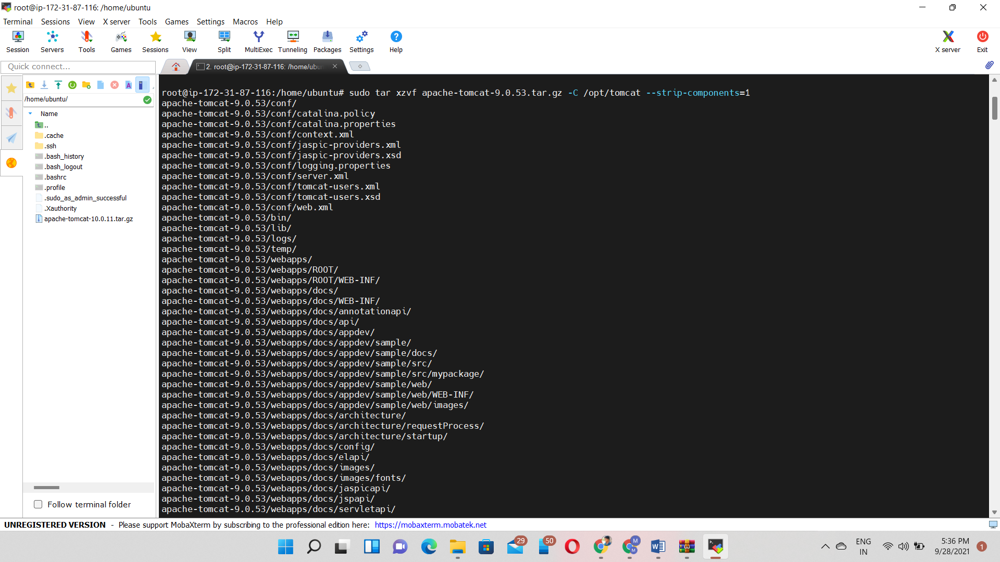 root@ip-172-31-87-116: /home/ubuntu
Terminal Sessions View X server Tools Games Settings Macros Help
Session Servers Tools Games Sessions View Split MultiExec Tunneling Packages Settings Help X server Exit
Quick connect...
2. root@ip-172-31-87-116: /home/ubun
/home/ubuntu/
Name
..
.cache
.ssh
.bash_history
.bash_logout
.bashrc
.profile
.sudo_as_admin_successful
.Xauthority
apache-tomcat-10.0.11.tar.gz
Follow terminal folder
root@ip-172-31-87-116:/home/ubuntu# sudo tar xzvf apache-tomcat-9.0.53.tar.gz -C /opt/tomcat --strip-components=1
apache-tomcat-9.0.53/conf/
apache-tomcat-9.0.53/conf/catalina.policy
apache-tomcat-9.0.53/conf/catalina.properties
apache-tomcat-9.0.53/conf/context.xml
apache-tomcat-9.0.53/conf/jaspic-providers.xml
apache-tomcat-9.0.53/conf/jaspic-providers.xsd
apache-tomcat-9.0.53/conf/logging.properties
apache-tomcat-9.0.53/conf/server.xml
apache-tomcat-9.0.53/conf/tomcat-users.xml
apache-tomcat-9.0.53/conf/tomcat-users.xsd
apache-tomcat-9.0.53/conf/web.xml
apache-tomcat-9.0.53/bin/
apache-tomcat-9.0.53/lib/
apache-tomcat-9.0.53/logs/
apache-tomcat-9.0.53/temp/
apache-tomcat-9.0.53/webapps/
apache-tomcat-9.0.53/webapps/ROOT/
apache-tomcat-9.0.53/webapps/ROOT/WEB-INF/
apache-tomcat-9.0.53/webapps/docs/
apache-tomcat-9.0.53/webapps/docs/WEB-INF/
apache-tomcat-9.0.53/webapps/docs/annotationapi/
apache-tomcat-9.0.53/webapps/docs/api/
apache-tomcat-9.0.53/webapps/docs/appdev/
apache-tomcat-9.0.53/webapps/docs/appdev/sample/
apache-tomcat-9.0.53/webapps/docs/appdev/sample/docs/
apache-tomcat-9.0.53/webapps/docs/appdev/sample/src/
apache-tomcat-9.0.53/webapps/docs/appdev/sample/src/mypackage/
apache-tomcat-9.0.53/webapps/docs/appdev/sample/web/
apache-tomcat-9.0.53/webapps/docs/appdev/sample/web/WEB-INF/
apache-tomcat-9.0.53/webapps/docs/appdev/sample/web/images/
apache-tomcat-9.0.53/webapps/docs/architecture/
apache-tomcat-9.0.53/webapps/docs/architecture/requestProcess/
apache-tomcat-9.0.53/webapps/docs/architecture/startup/
apache-tomcat-9.0.53/webapps/docs/config/
apache-tomcat-9.0.53/webapps/docs/elapi/
apache-tomcat-9.0.53/webapps/docs/images/
apache-tomcat-9.0.53/webapps/docs/images/fonts/
apache-tomcat-9.0.53/webapps/docs/jaspicapi/
apache-tomcat-9.0.53/webapps/docs/jspapi/
apache-tomcat-9.0.53/webapps/docs/servletapi/
UNREGISTERED VERSION - Please support MobaXterm by subscribing to the professional edition here: https://mobaxterm.mobatek.net
29
50
M
M
ENG
IN
5:36 PM
9/28/2021
1